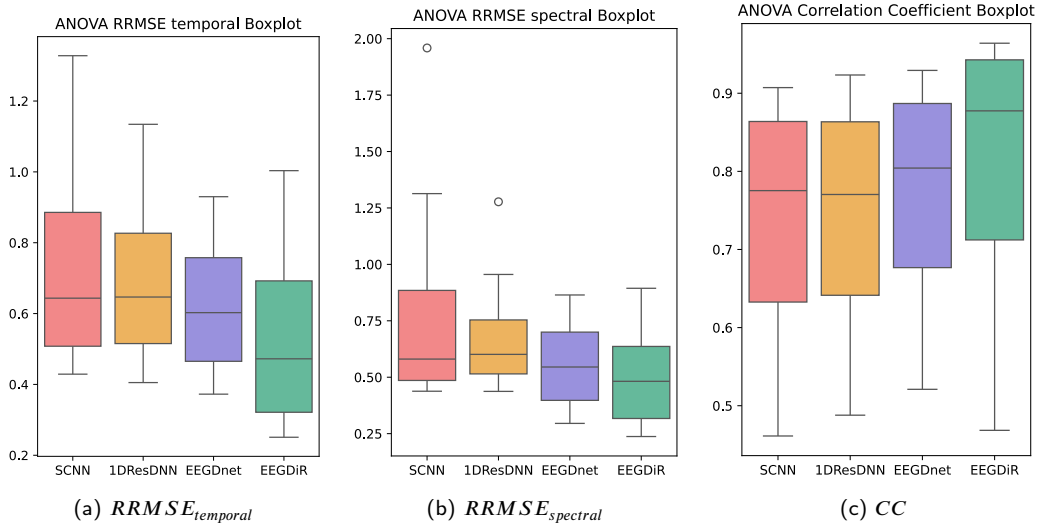 ANOVA RRMSE temporal Boxplot
1.2
1.0
0.8
0.6
0.4
0.2
SCNN 1DResDNN EEGDnet EEGDiR
(a) RRMSE_temporal
ANOVA RRMSE spectral Boxplot
2.00
1.75
1.50
1.25
1.00
0.75
0.50
0.25
SCNN 1DResDNN EEGDnet EEGDiR
(b) RRMSE_spectral
ANOVA Correlation Coefficient Boxplot
0.9
0.8
0.7
0.6
0.5
SCNN 1DResDNN EEGDnet EEGDiR
(c) CC